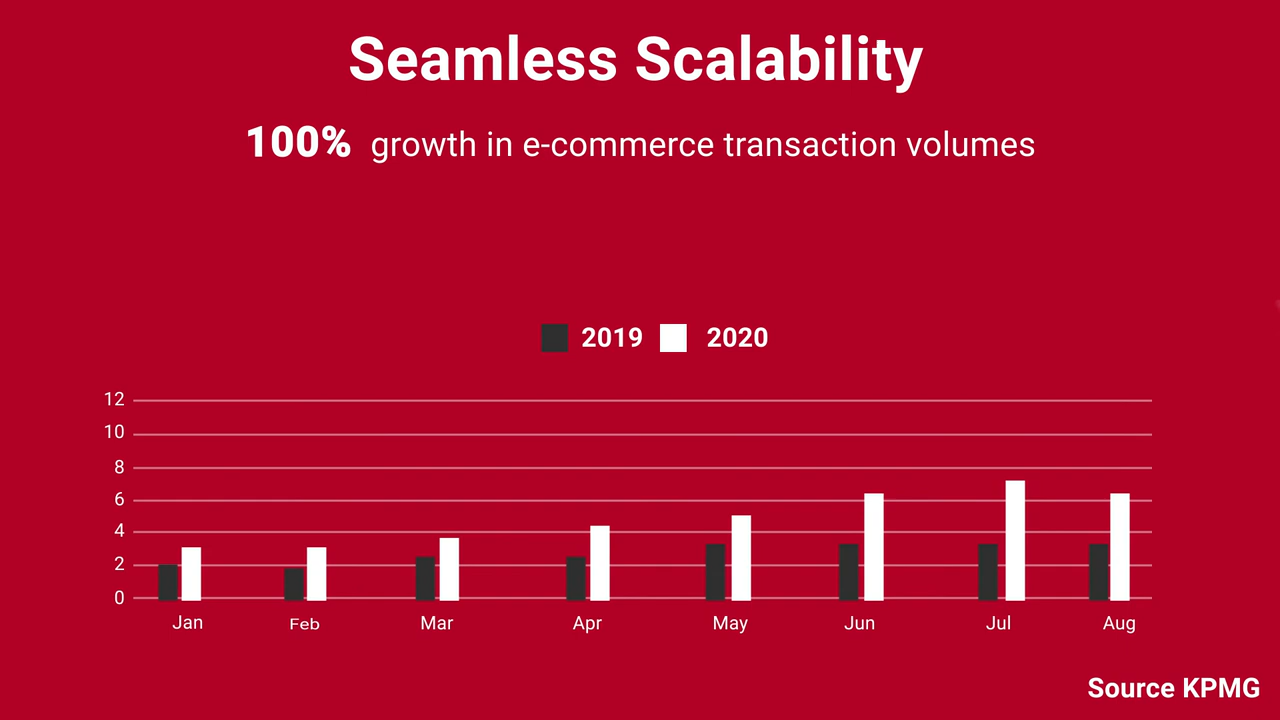 Seamless Scalability
100% growth in e-commerce transaction volumes
2019 2020
12
10
8
6
4
2
0
Jan Feb Mar Apr May Jun Jul Aug
Source KPMG